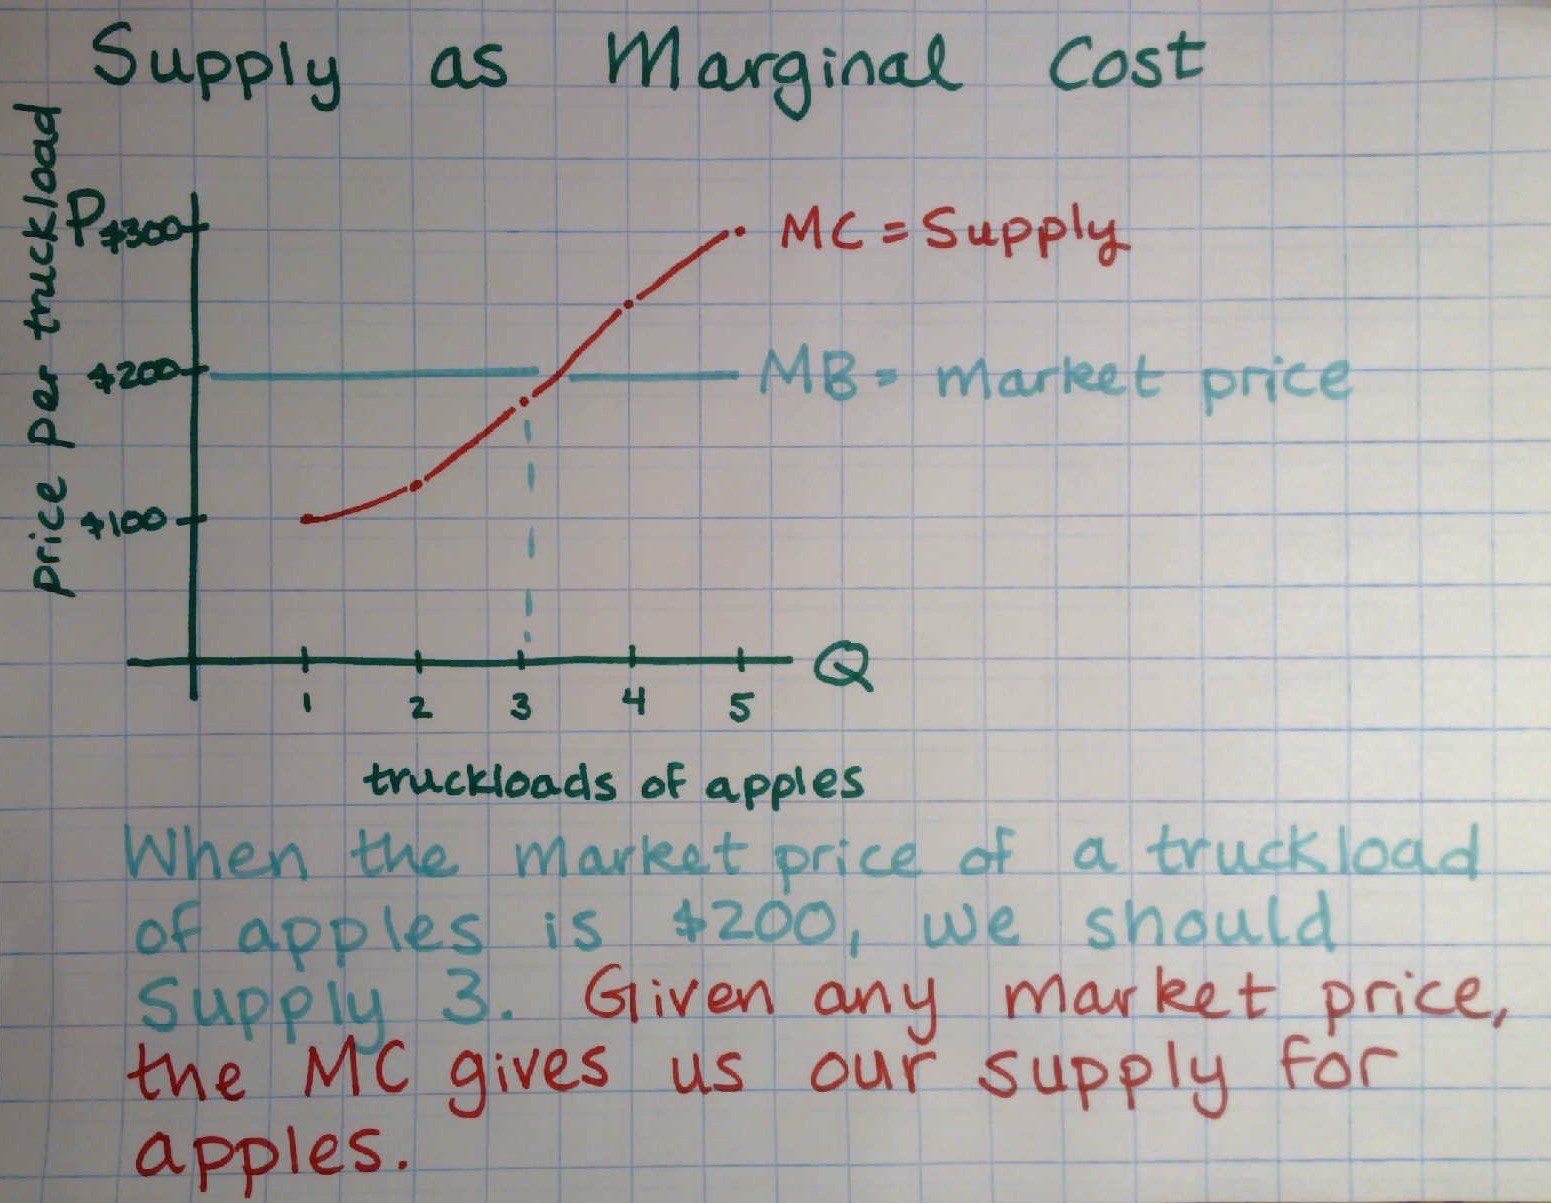 Supply as Marginal Cost
price per truckload
P
$300
MC = Supply
$200
MB = market price
$100
Q
1 2 3 4 5
truckloads of apples
When the market price of a truckload
of apples is $200, we should
supply 3. Given any market price,
the MC gives us our supply for
apples.